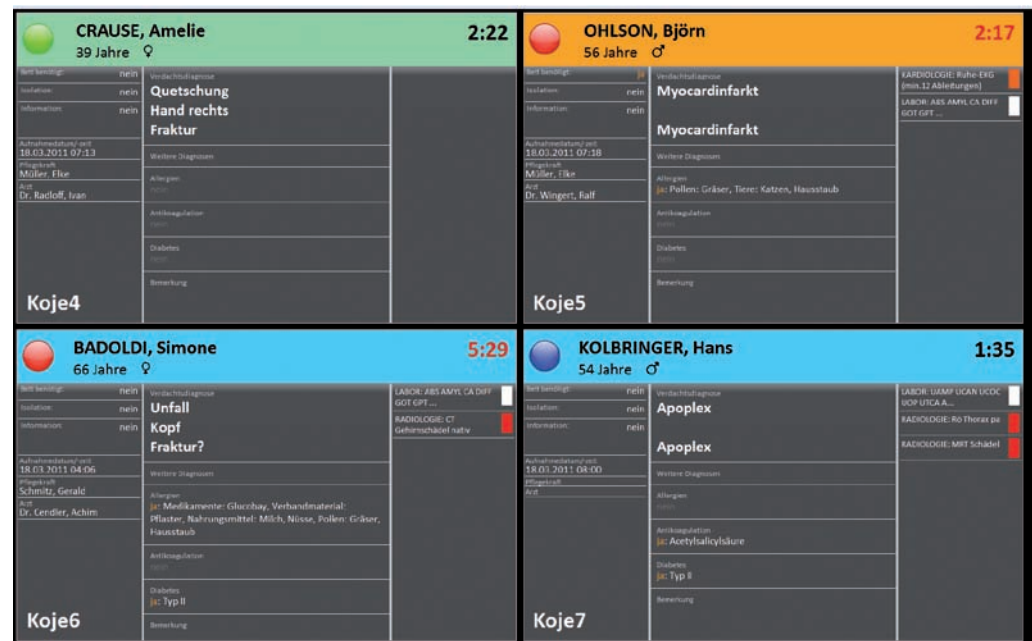 CRAUSE, Amelie 2:22
39 Jahre ♀
Bett benötigt: nein
Isolation: nein
Information: nein
Aufnahmedatum/-zeit
18.03.2011 07:13
Pflegekraft
Müller, Elke
Arzt
Dr. Radloff, Ivan
Koje4
Verdachtsdiagnose
Quetschung
Hand rechts
Fraktur
Weitere Diagnosen
Allergien
nein
Antikoagulation
nein
Diabetes
nein
Bemerkung
OHLSON, Björn 2:17
56 Jahre ♂
Bett benötigt: ja
Isolation: nein
Information: nein
Aufnahmedatum/-zeit
18.03.2011 07:18
Pflegekraft
Müller, Elke
Arzt
Dr. Wingert, Ralf
Koje5
Verdachtsdiagnose
Myocardinfarkt
Myocardinfarkt
Weitere Diagnosen
Allergien
ja: Pollen: Gräser, Tiere: Katzen, Hausstaub
Antikoagulation
nein
Diabetes
nein
Bemerkung
KARDIOLOGIE: Ruhe-EKG
(min.12 Ableitungen)
LABOR: ABS AMYL CA DIFF
GOT GPT ...
BADOLDI, Simone 5:29
66 Jahre ♀
Bett benötigt: nein
Isolation: nein
Information: nein
Aufnahmedatum/-zeit
18.03.2011 04:06
Pflegekraft
Schmitz, Gerald
Arzt
Dr. Cendler, Achim
Koje6
Verdachtsdiagnose
Unfall
Kopf
Fraktur?
Weitere Diagnosen
Allergien
ja: Medikamente: Glucobay, Verbandmaterial:
Pflaster, Nahrungsmittel: Milch, Nüsse, Pollen: Gräser,
Hausstaub
Antikoagulation
nein
Diabetes
ja: Typ II
Bemerkung
LABOR: ABS AMYL CA DIFF
GOT GPT ...
RADIOLOGIE: CT
Gehirnschädel nativ
KOLBRINGER, Hans 1:35
54 Jahre ♂
Bett benötigt: nein
Isolation: nein
Information: nein
Aufnahmedatum/-zeit
18.03.2011 08:00
Pflegekraft
Arzt
Koje7
Verdachtsdiagnose
Apoplex
Apoplex
Weitere Diagnosen
Allergien
nein
Antikoagulation
ja: Acetylsalicylsäure
Diabetes
ja: Typ II
Bemerkung
LABOR: UAMP UCAN UCOC
UOP UTCA A...
RADIOLOGIE: Rö Thorax pa
RADIOLOGIE: MRT Schädel